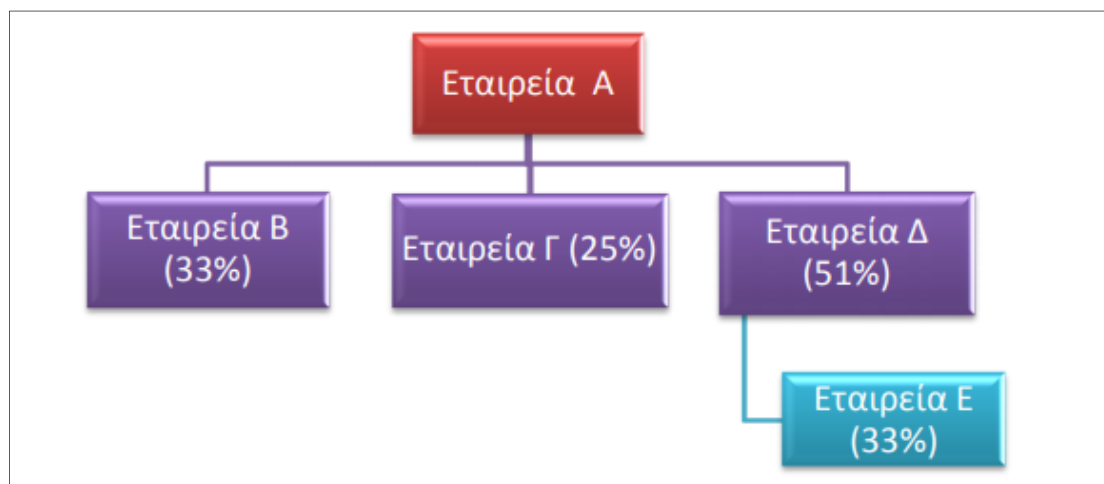 Εταιρεία Α
Εταιρεία Β
(33%)
Εταιρεία Γ (25%)
Εταιρεία Δ
(51%)
Εταιρεία Ε
(33%)